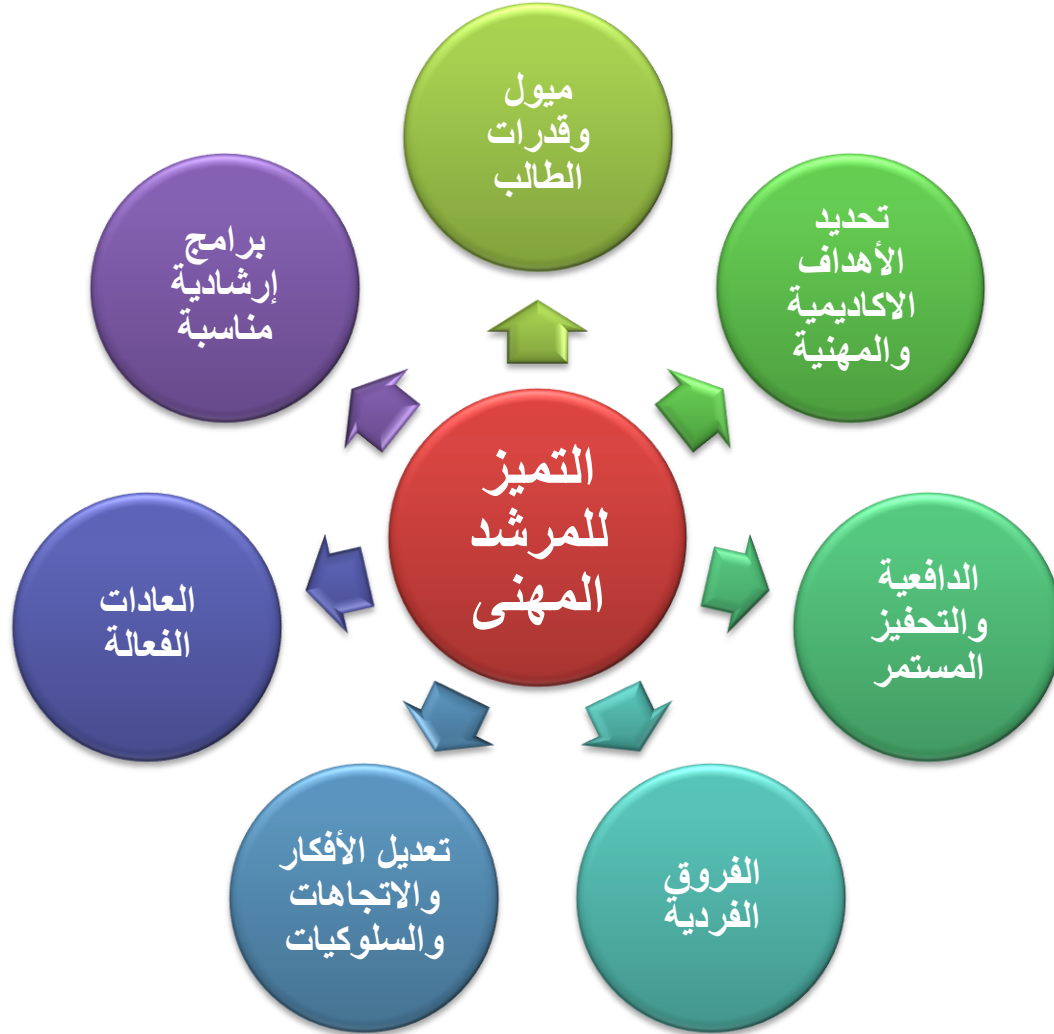 ميول
وقدرات
الطالب
تحديد
الأهداف
الاكاديمية
والمهنية
الدافعية
والتحفيز
المستمر
الفروق
الفردية
تعديل الأفكار
والاتجاهات
والسلوكيات
العادات
الفعالة
برامج
إرشادية
مناسبة
التميز
للمرشد
المهنى